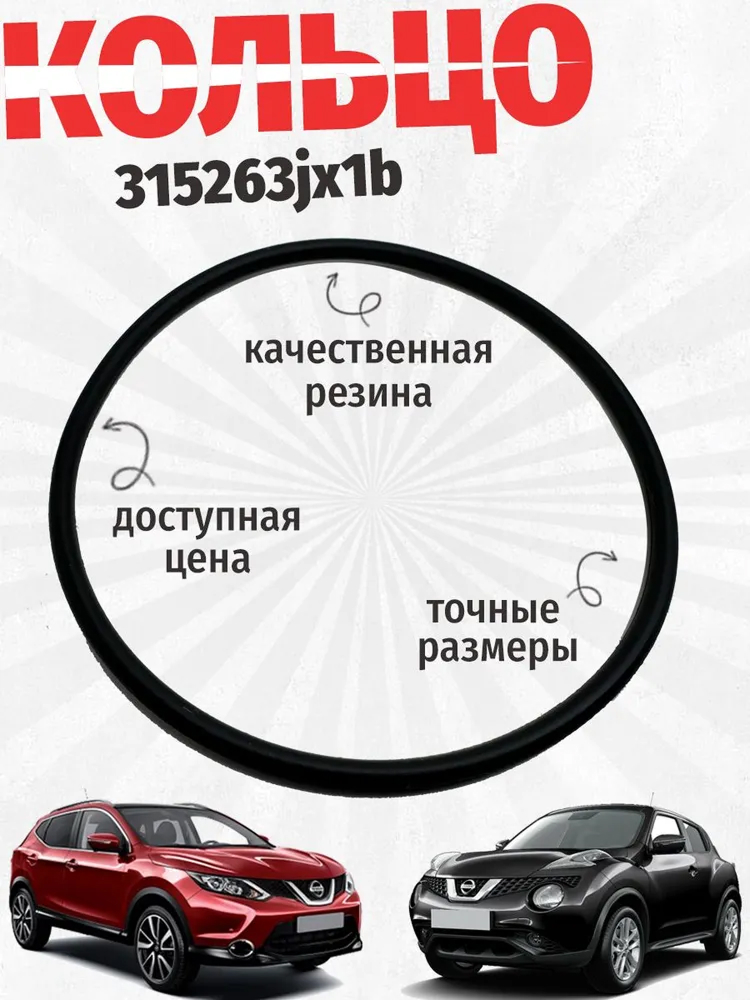 КОЛЬЦО
315263jx1b
качественная
резина
доступная
цена
точные
размеры